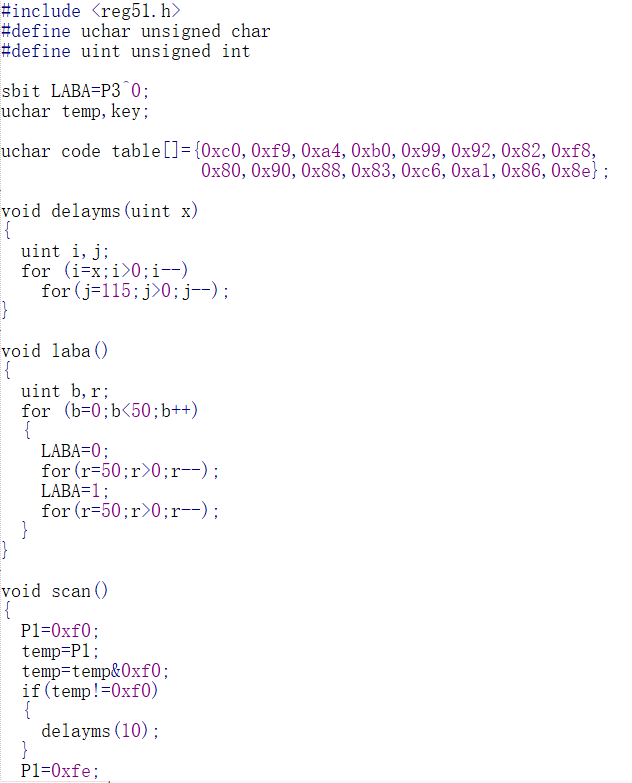 #include <reg51.h>
#define uchar unsigned char
#define uint unsigned int

sbit LABA=P3^0;
uchar temp,key;

uchar code table[]={0xc0,0xf9,0xa4,0xb0,0x99,0x92,0x82,0xf8,
                    0x80,0x90,0x88,0x83,0xc6,0xa1,0x86,0x8e};

void delayms(uint x)
{
  uint i,j;
  for (i=x;i>0;i--)
    for(j=115;j>0;j--);
}

void laba()
{
  uint b,r;
  for (b=0;b<50;b++)
  {
    LABA=0;
    for(r=50;r>0;r--);
    LABA=1;
    for(r=50;r>0;r--);
  }
}

void scan()
{
  P1=0xf0;
  temp=P1;
  temp=temp&0xf0;
  if(temp!=0xf0)
  {
    delayms(10);
  }
  P1=0xfe;